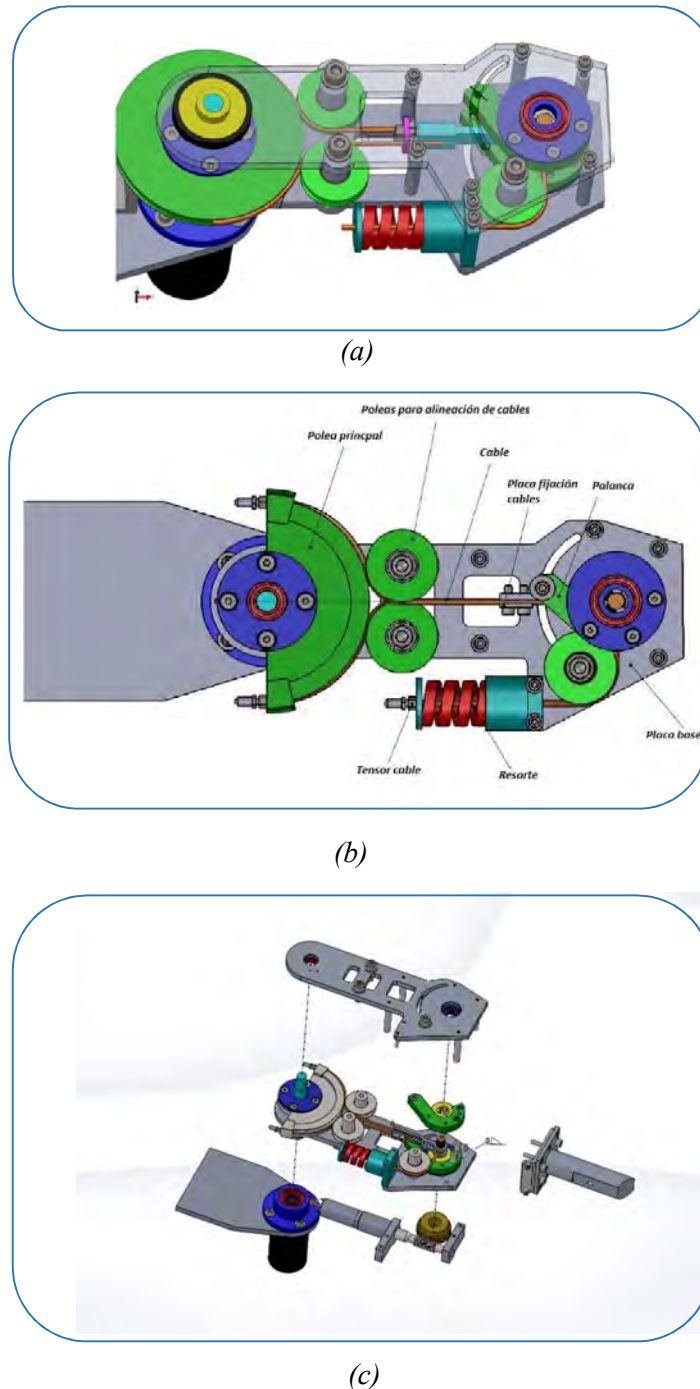 (a)
Poleas para alineación de cables
Polea princpal
Cable
Placa fijación
cables
Palanca
Placa base
Tensor cable
Resorte
(b)
(c)